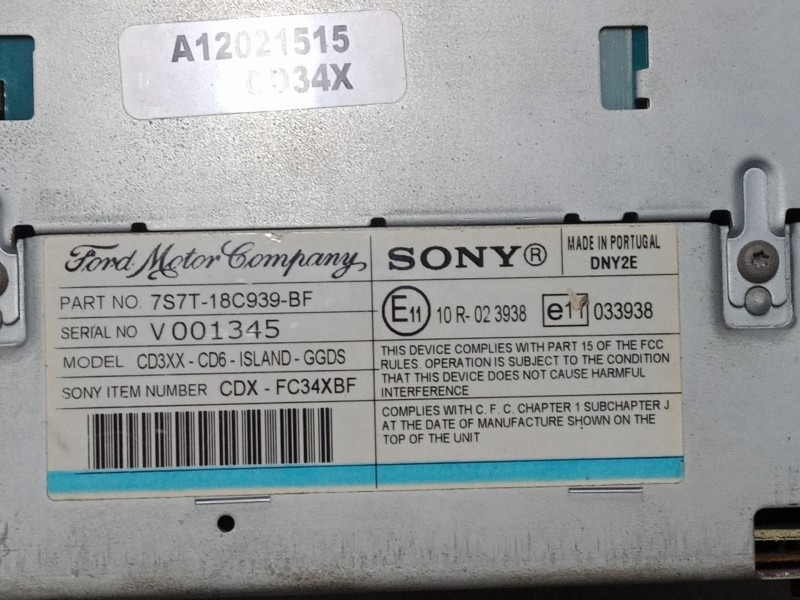 A12021515
CD34X
Ford Motor Company
SONY®
MADE IN PORTUGAL
DNY2E
PART NO. 7S7T-18C939-BF
SERIAL NO V001345
MODEL CD3XX - CD6 - ISLAND - GGDS
SONY ITEM NUMBER CDX - FC34XBF
E11 10 R- 02 3938 e11 033938
THIS DEVICE COMPLIES WITH PART 15 OF THE FCC
RULES. OPERATION IS SUBJECT TO THE CONDITION
THAT THIS DEVICE DOES NOT CAUSE HARMFUL
INTERFERENCE
COMPLIES WITH C. F. C. CHAPTER 1 SUBCHAPTER J
AT THE DATE OF MANUFACTURE SHOWN ON THE
TOP OF THE UNIT